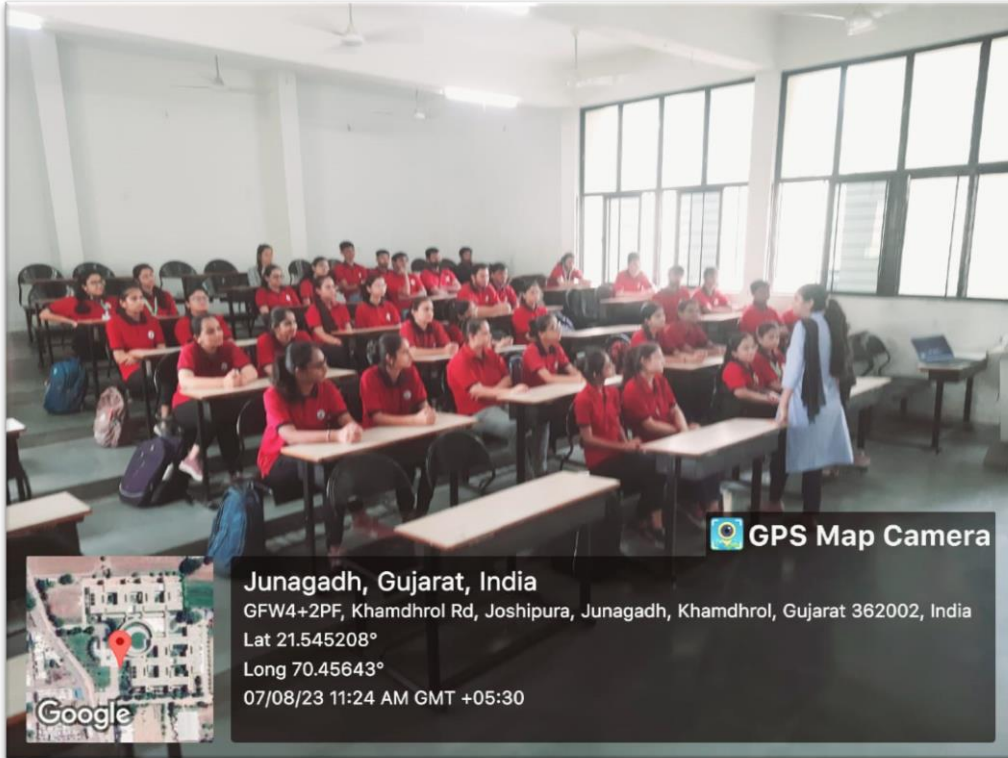 GPS Map Camera
Junagadh, Gujarat, India
GFW4+2PF, Khamdhrol Rd, Joshipura, Junagadh, Khamdhrol, Gujarat 362002, India
Lat 21.545208°
Long 70.45643°
07/08/23 11:24 AM GMT +05:30
Google